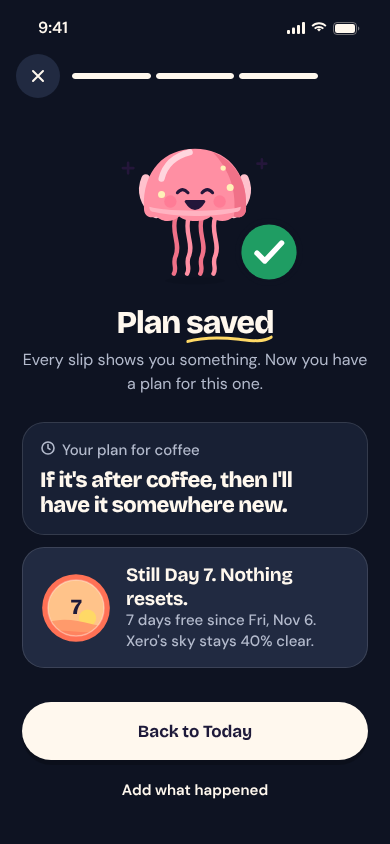 9:41
Plan saved
Every slip shows you something. Now you have
a plan for this one.
Your plan for coffee
If it's after coffee, then I'll
have it somewhere new.
7
Still Day 7. Nothing
resets.
7 days free since Fri, Nov 6.
Xero's sky stays 40% clear.
Back to Today
Add what happened